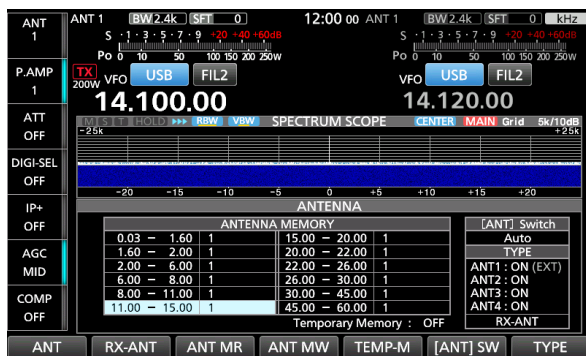 ANT 1 BW 2.4k SFT 0 12:00 00 ANT 1 BW 2.4k SFT 0 kHz
S ·1·3·5·7·9 +20 +40 +60dB S ·1·3·5·7·9 +20 +40 +60dB
Po 0 10 50 100 150 200 250W Po 0 10 50 100 150 200 250W
TX 200W VFO USB FIL2 VFO USB FIL2
14.100.00 14.120.00
ANT
1
P.AMP
1
ATT
OFF
DIGI-SEL
OFF
IP+
OFF
AGC
MID
COMP
OFF
M S T HOLD RBW VBW SPECTRUM SCOPE CENTER MAIN Grid 5k/10dB
-25k +25k
-20 -15 -10 -5 0 +5 +10 +15 +20
ANTENNA
ANTENNA MEMORY
0.03 – 1.60 1 15.00 – 20.00 1
1.60 – 2.00 1 20.00 – 22.00 1
2.00 – 6.00 1 22.00 – 26.00 1
6.00 – 8.00 1 26.00 – 30.00 1
8.00 – 11.00 1 30.00 – 45.00 1
11.00 – 15.00 1 45.00 – 60.00 1
Temporary Memory : OFF
[ANT] Switch
Auto
TYPE
ANT1 : ON (EXT)
ANT2 : ON
ANT3 : ON
ANT4 : ON
RX-ANT
ANT RX-ANT ANT MR ANT MW TEMP-M [ANT] SW TYPE